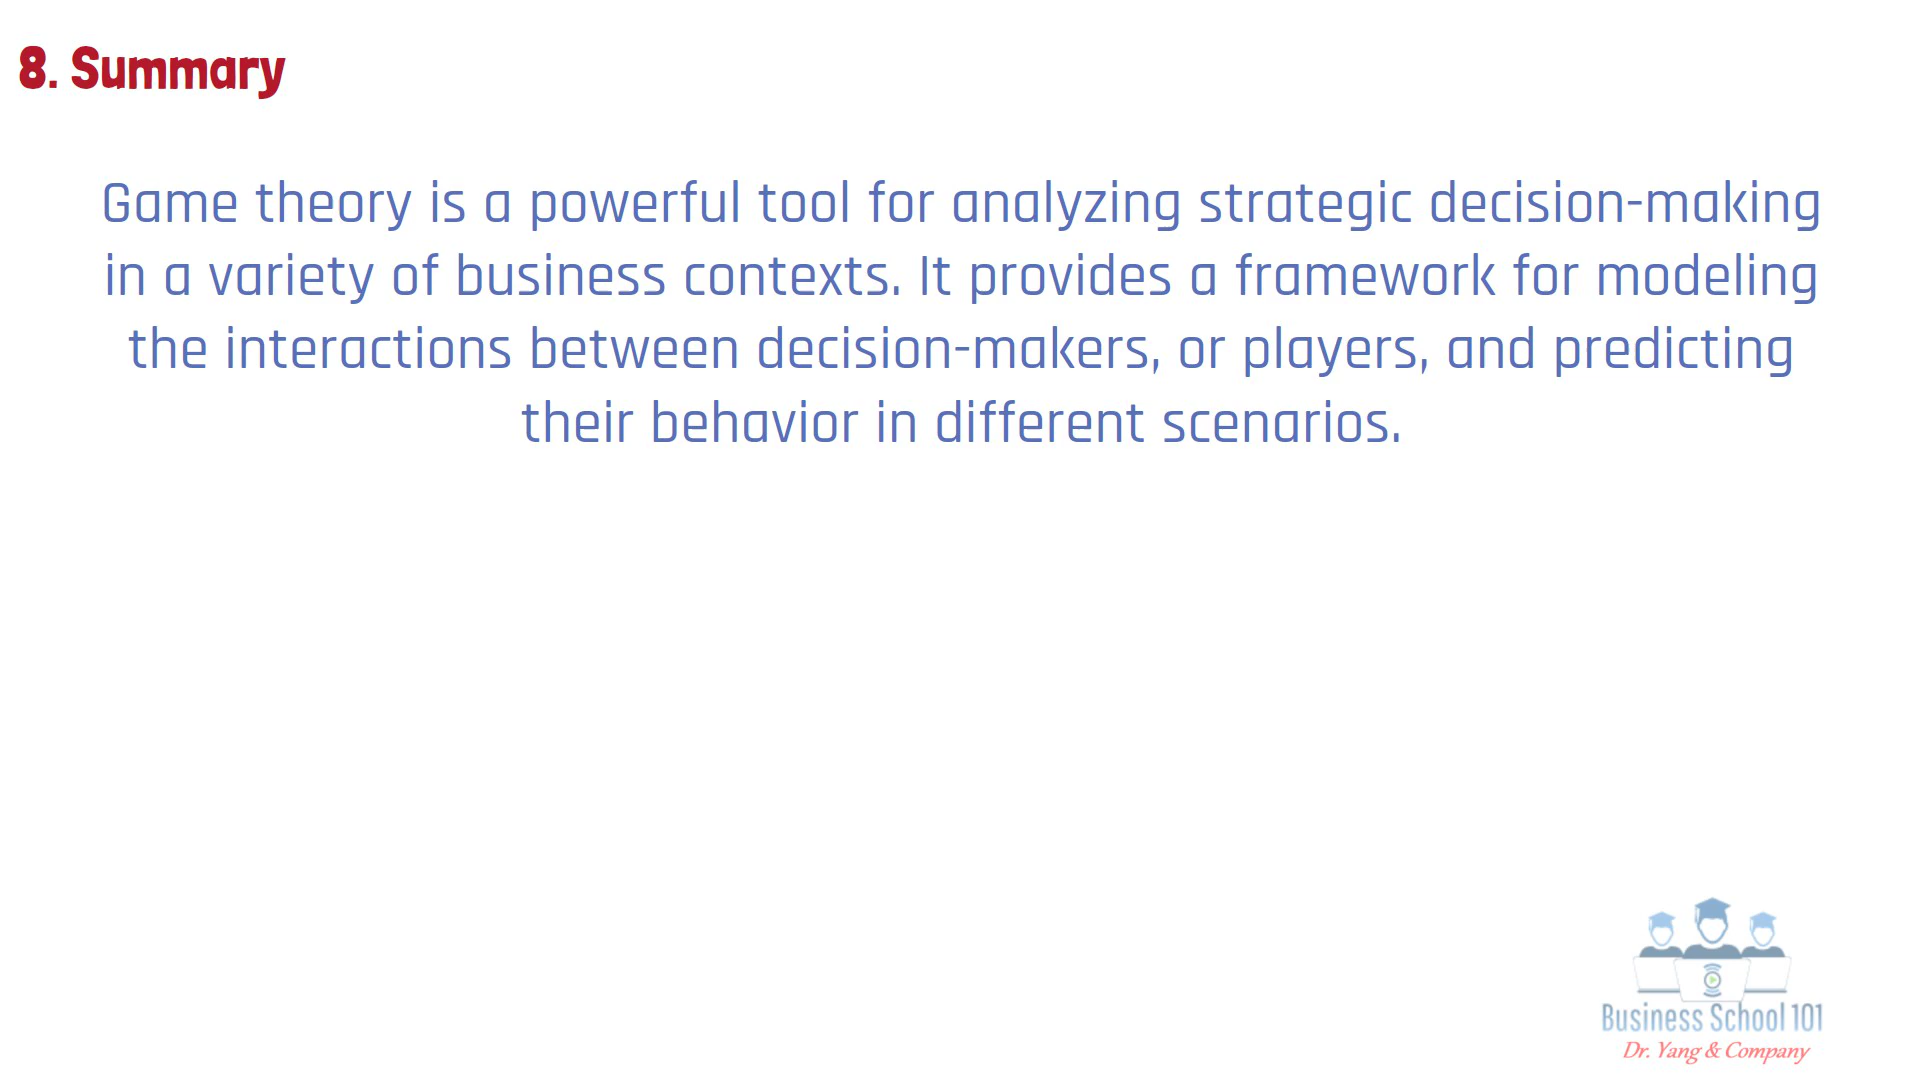 8. Summary
Game theory is a powerful tool for analyzing strategic decision-making
in a variety of business contexts. It provides a framework for modeling
the interactions between decision-makers, or players, and predicting
their behavior in different scenarios.
Business School 101
Dr. Yang & Company